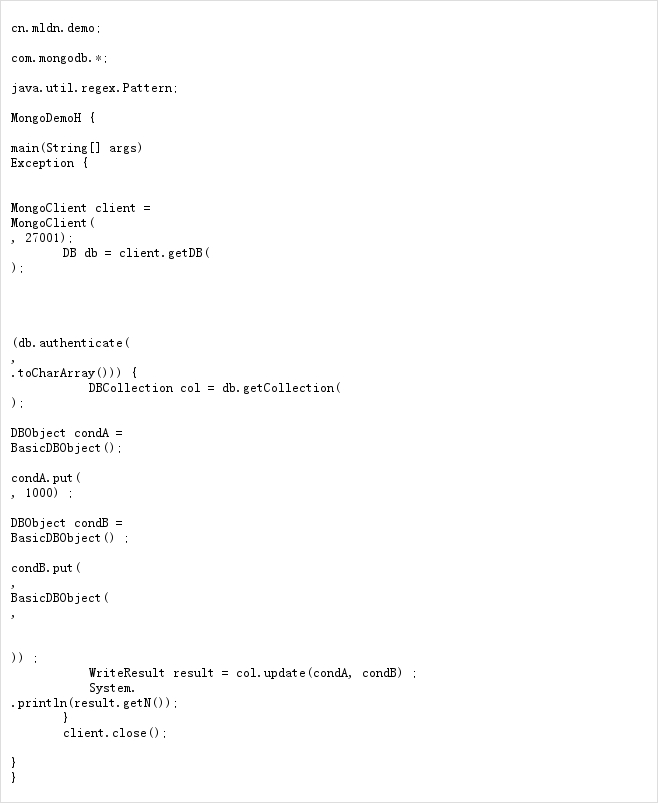 cn.mldn.demo;
com.mongodb.*;
java.util.regex.Pattern;
MongoDemoH {
main(String[] args)
Exception {
MongoClient client =
MongoClient(
, 27001);
DB db = client.getDB(
);
(db.authenticate(
,
.toCharArray())) {
DBCollection col = db.getCollection(
);
DBObject condA =
BasicDBObject();
condA.put(
, 1000) ;
DBObject condB =
BasicDBObject() ;
condB.put(
,
BasicDBObject(
,
)) ;
WriteResult result = col.update(condA, condB) ;
System.
.println(result.getN());
}
client.close();
}
}